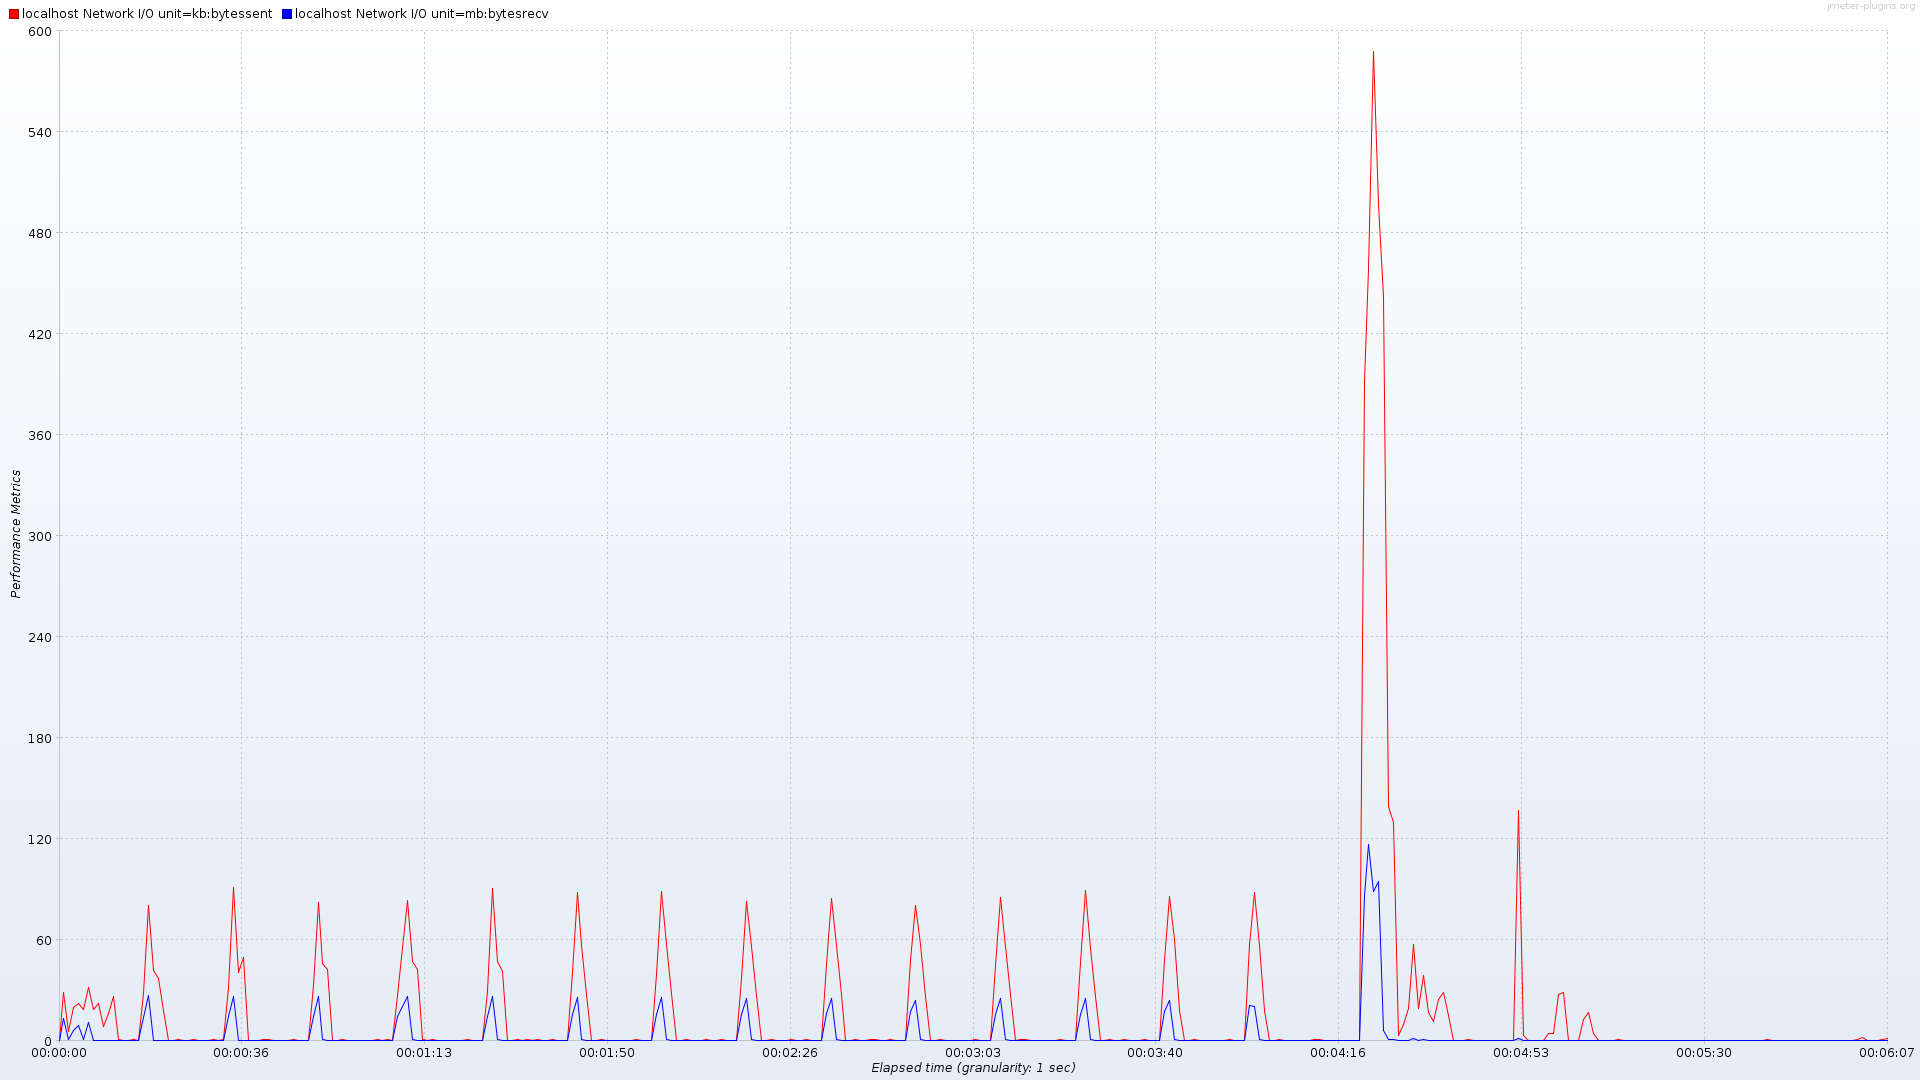 localhost Network I/O unit=kb:bytessent localhost Network I/O unit=mb:bytesrecv
jmeter-plugins.org
600
540
480
420
360
300
240
180
120
60
0
Performance Metrics
00:00:00 00:00:36 00:01:13 00:01:50 00:02:26 00:03:03 00:03:40 00:04:16 00:04:53 00:05:30 00:06:07
Elapsed time (granularity: 1 sec)